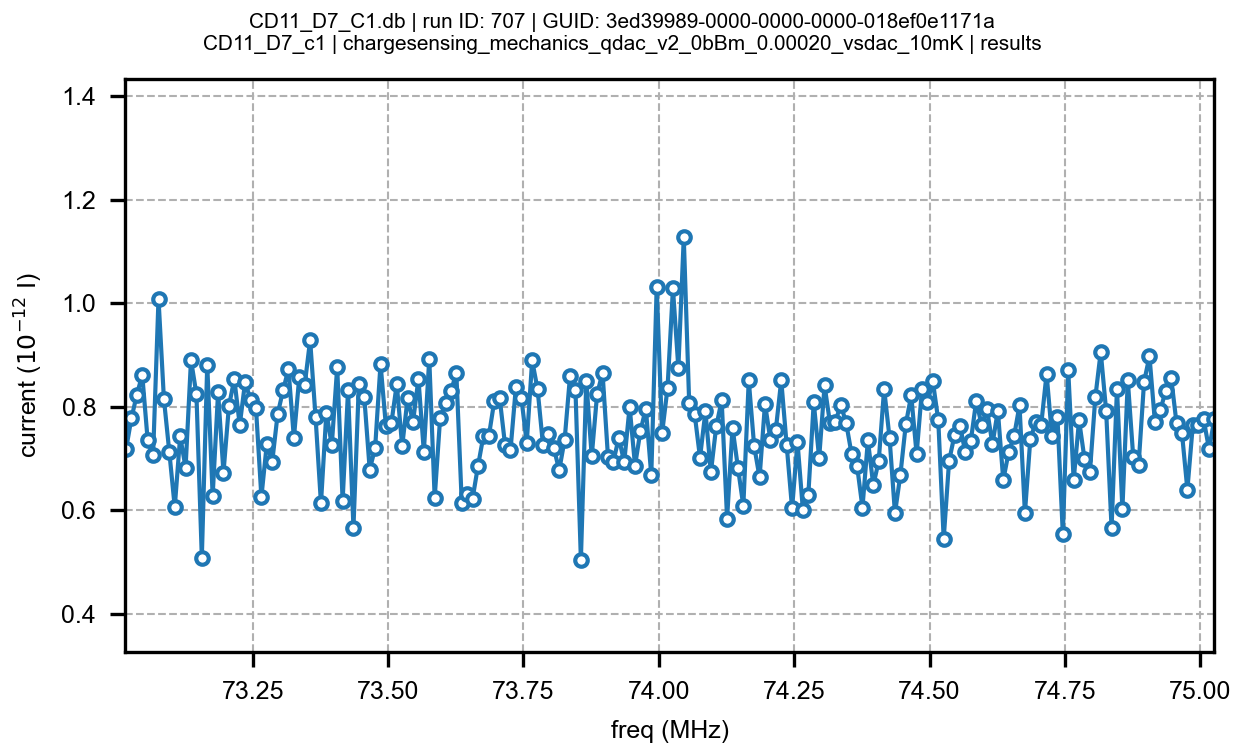 CD11_D7_C1.db | run ID: 707 | GUID: 3ed39989-0000-0000-0000-018ef0e1171a
CD11_D7_c1 | chargesensing_mechanics_qdac_v2_0bBm_0.00020_vsdac_10mK | results
1.4
1.2
1.0
0.8
0.6
0.4
current (10⁻¹² I)
73.25 73.50 73.75 74.00 74.25 74.50 74.75 75.00
freq (MHz)